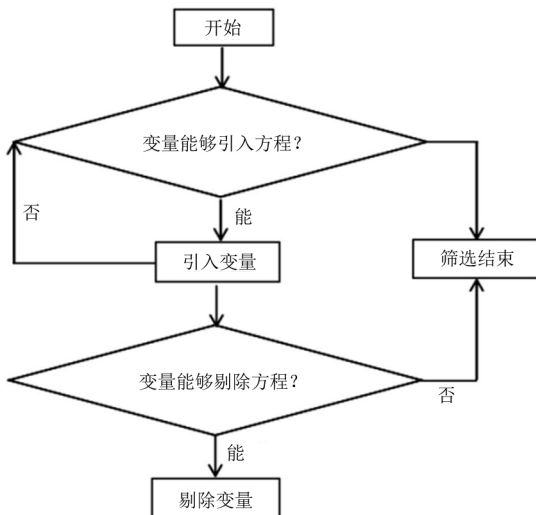 开始
变量能够引入方程？
否
能
引入变量
筛选结束
变量能够剔除方程？
否
能
剔除变量